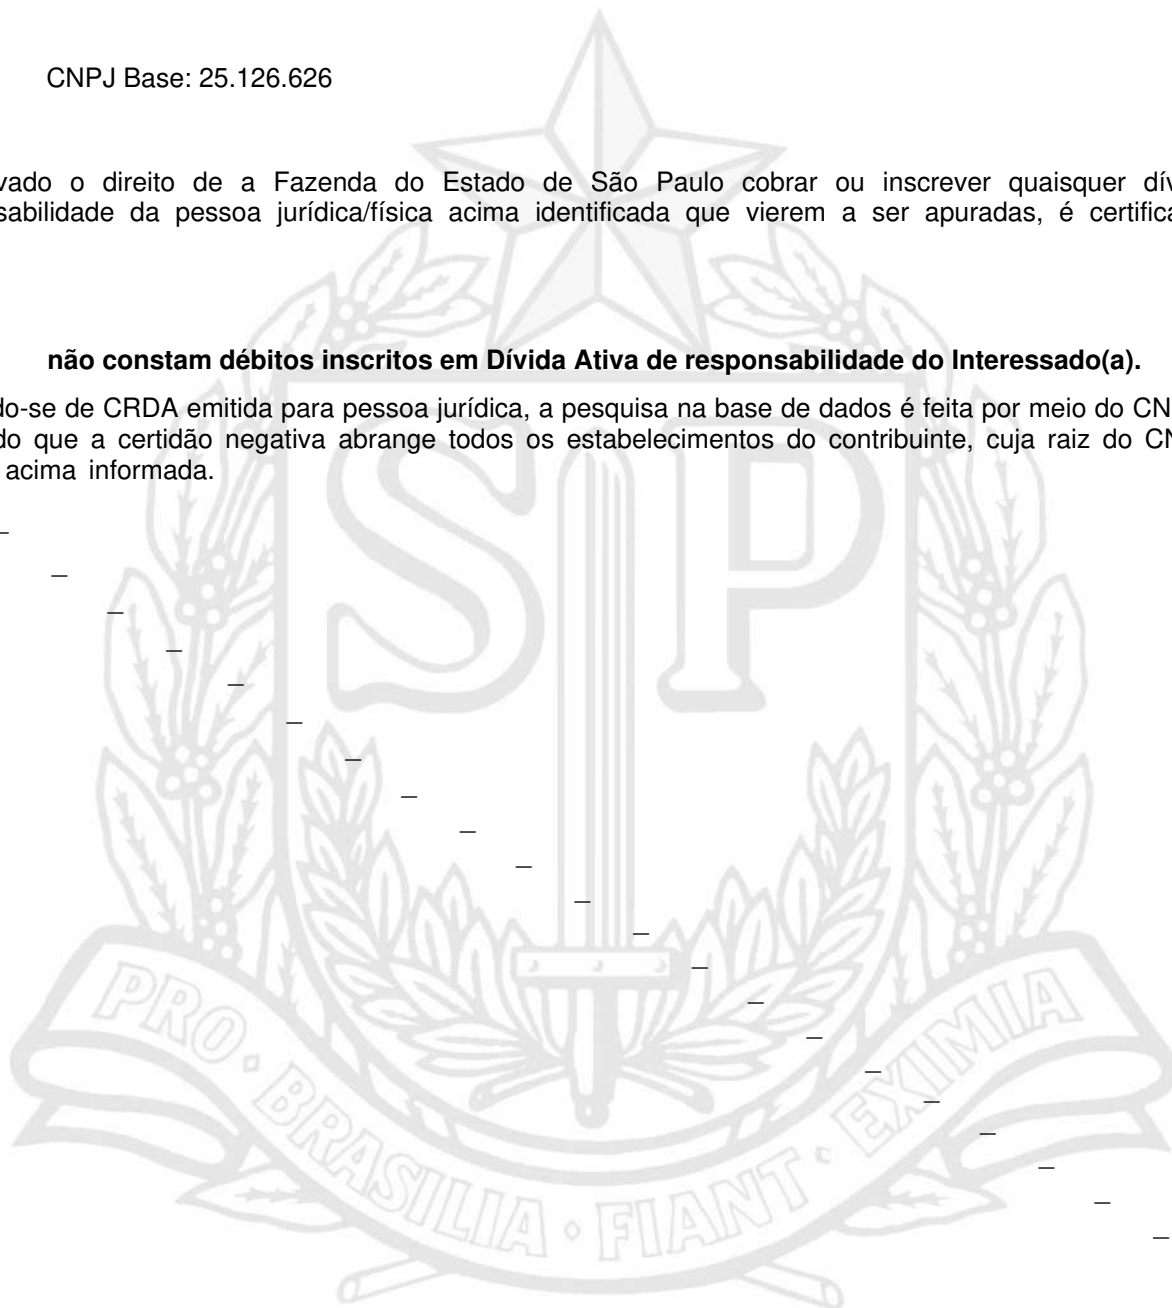 CNPJ Base: 25.126.626
vado o direito de a Fazenda do Estado de São Paulo cobrar ou inscrever quaisquer dív
sabilidade da pessoa jurídica/física acima identificada que vierem a ser apuradas, é certifica
não constam débitos inscritos em Dívida Ativa de responsabilidade do Interessado(a).
do-se de CRDA emitida para pessoa jurídica, a pesquisa na base de dados é feita por meio do CN
do que a certidão negativa abrange todos os estabelecimentos do contribuinte, cuja raiz do CN
acima informada.
SP
PRO • BRASILIA • FIANT • EXIMIA